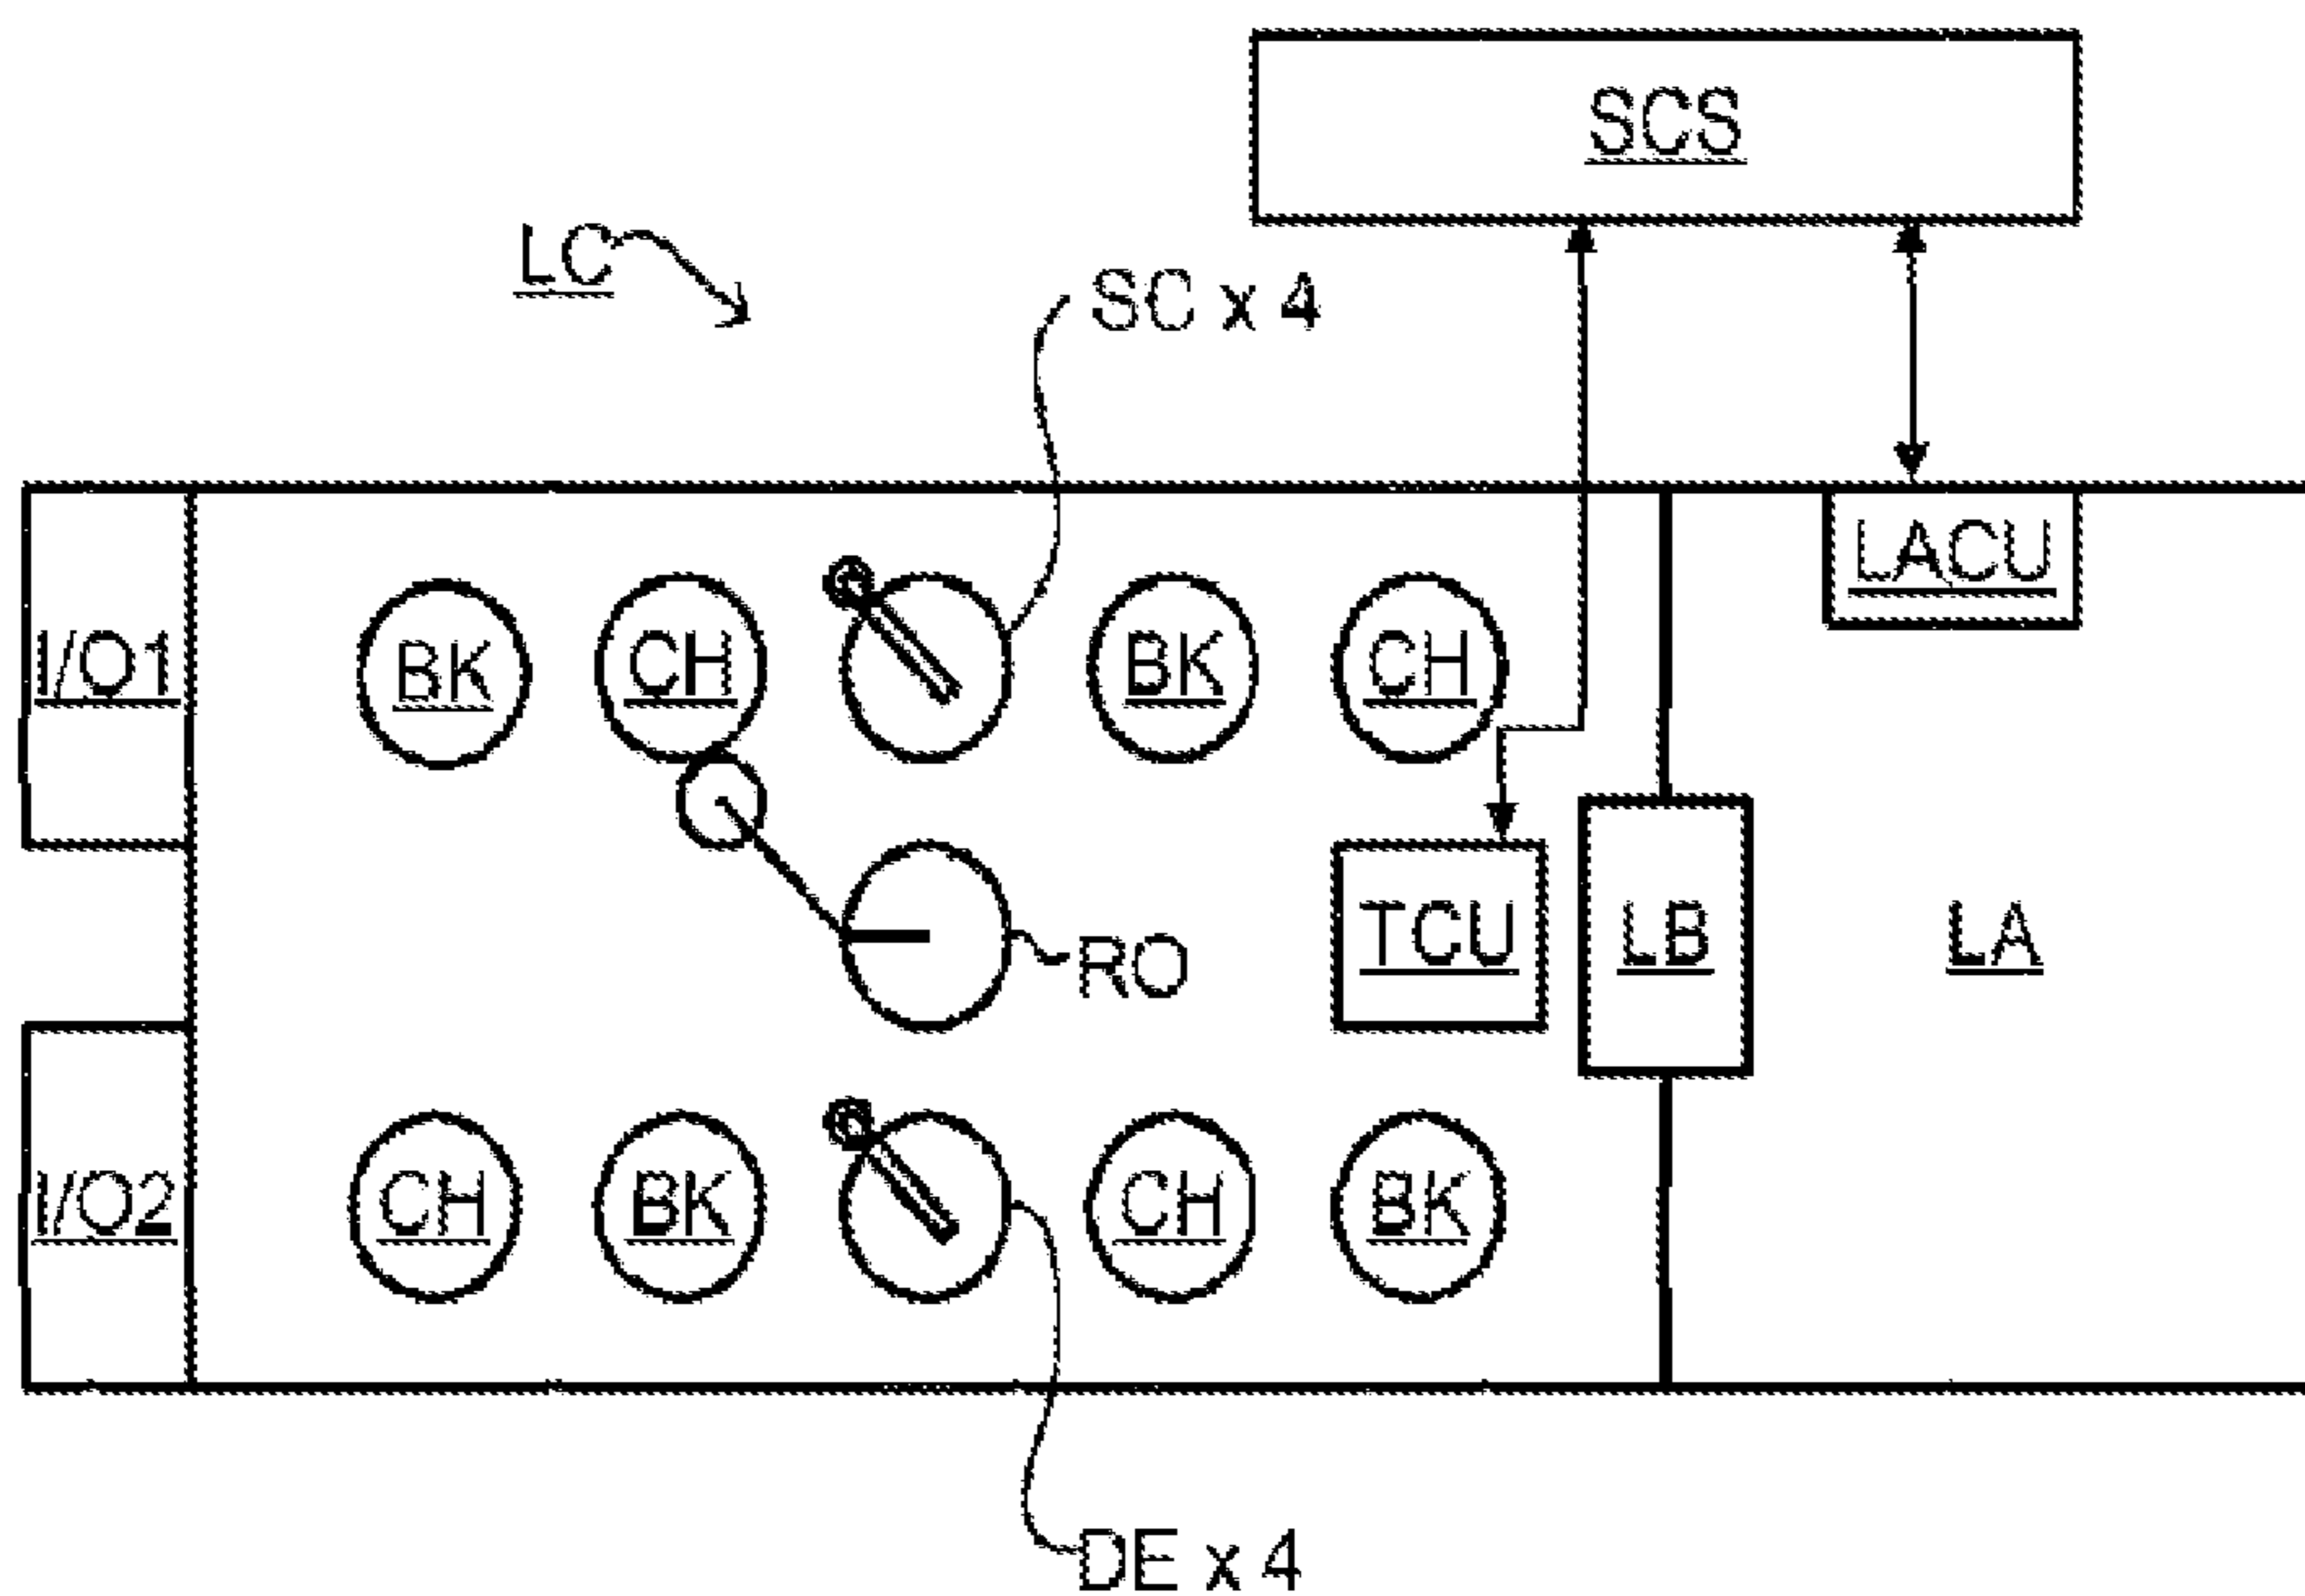 SCS
LC
SC x 4
LACU
I/O1
BK
CH
BK
CH
TCU
LB
LA
RO
I/O2
CH
BK
CH
BK
DE x 4